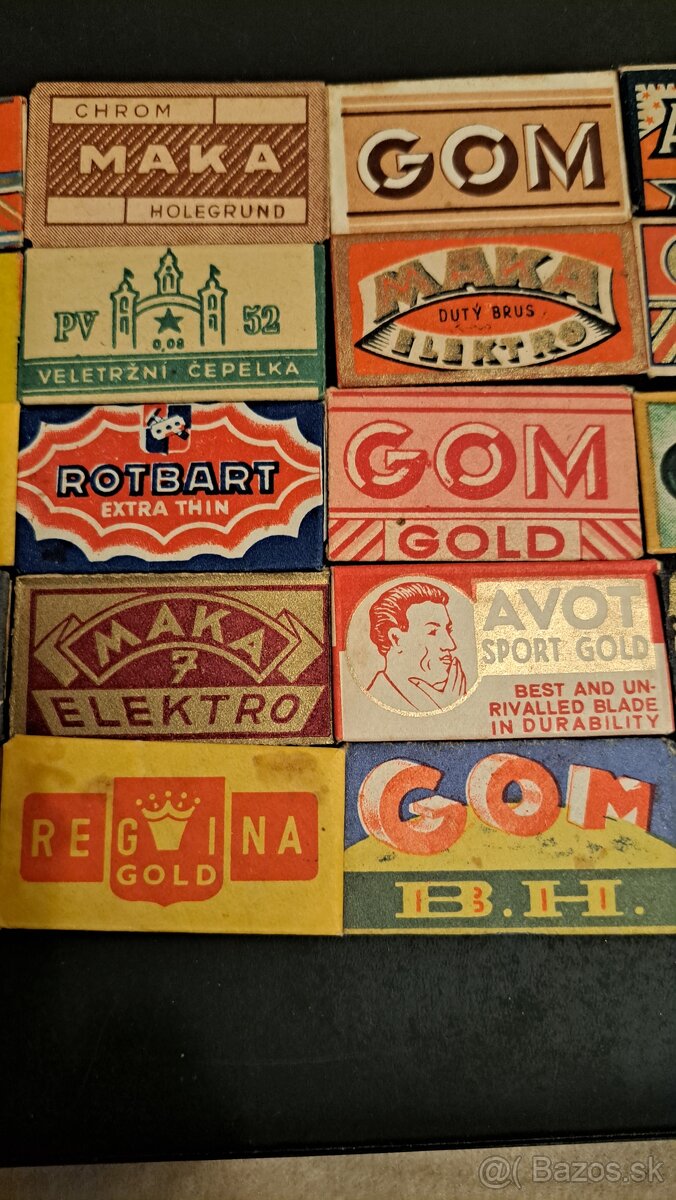 CHROM
MAKA
HOLEGRUND
GOM
PV 52
0,08
VELETRŽNÍ ČEPELKA
MAKA
DUTÝ BRUS
ELEKTRO
ROTBART
EXTRA THIN
GOM
GOLD
MAKA
7
ELEKTRO
AVOT
SPORT GOLD
BEST AND UN-
RIVALLED BLADE
IN DURABILITY
REGINA
GOLD
GOM
B.H.
Bazos.sk